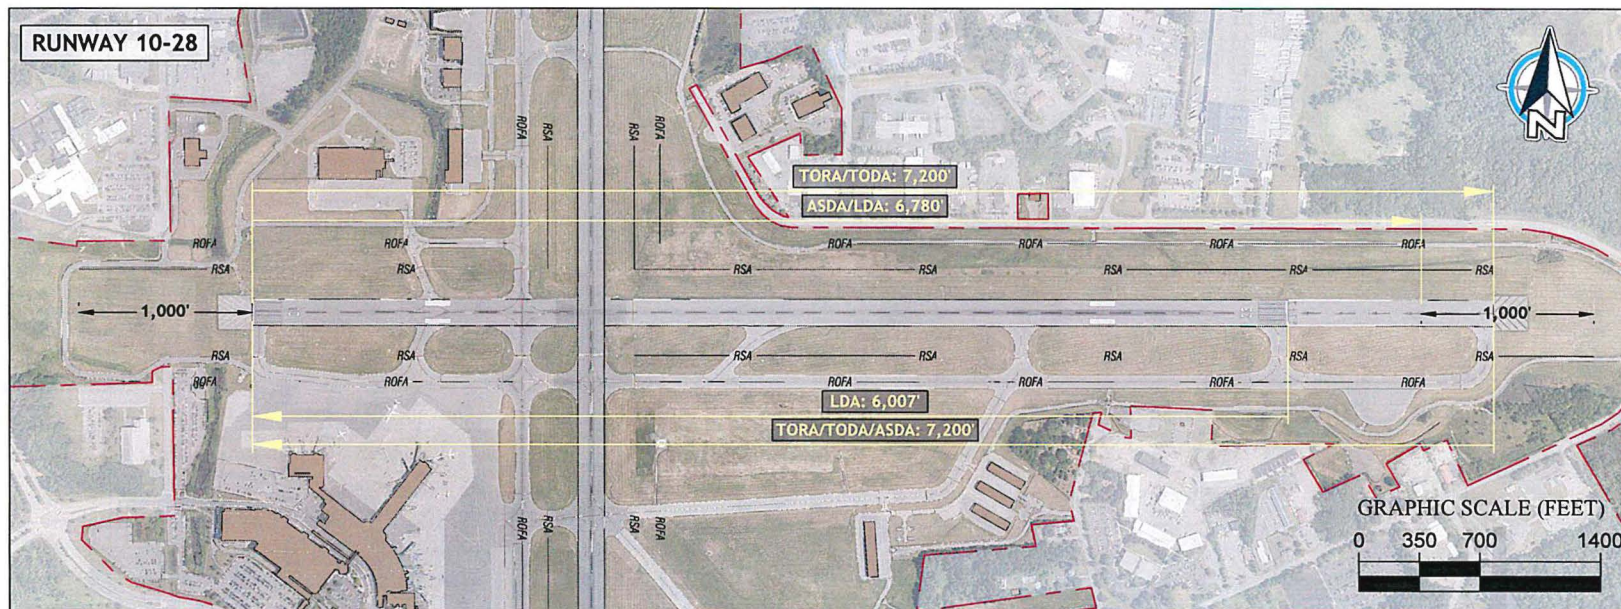 RUNWAY 10-28
N
ROFA RSA RSA ROFA
TORA/TODA: 7,200'
ASDA/LDA: 6,780'
ROFA ROFA ROFA ROFA ROFA ROFA
RSA RSA RSA RSA RSA RSA RSA
1,000' 1,000'
RSA RSA RSA RSA RSA RSA RSA
ROFA ROFA ROFA ROFA ROFA ROFA
LDA: 6,007'
TORA/TODA/ASDA: 7,200'
GRAPHIC SCALE (FEET)
0 350 700 1400
ROFA RSA RSA ROFA